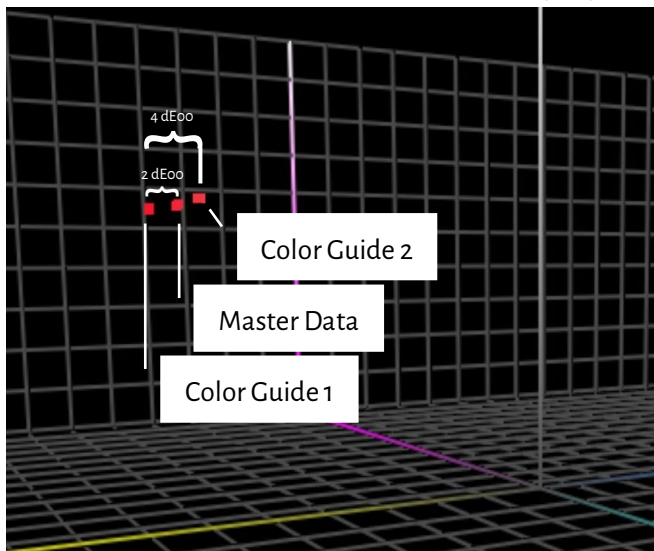 4 dE00
2 dE00
Color Guide 2
Master Data
Color Guide 1